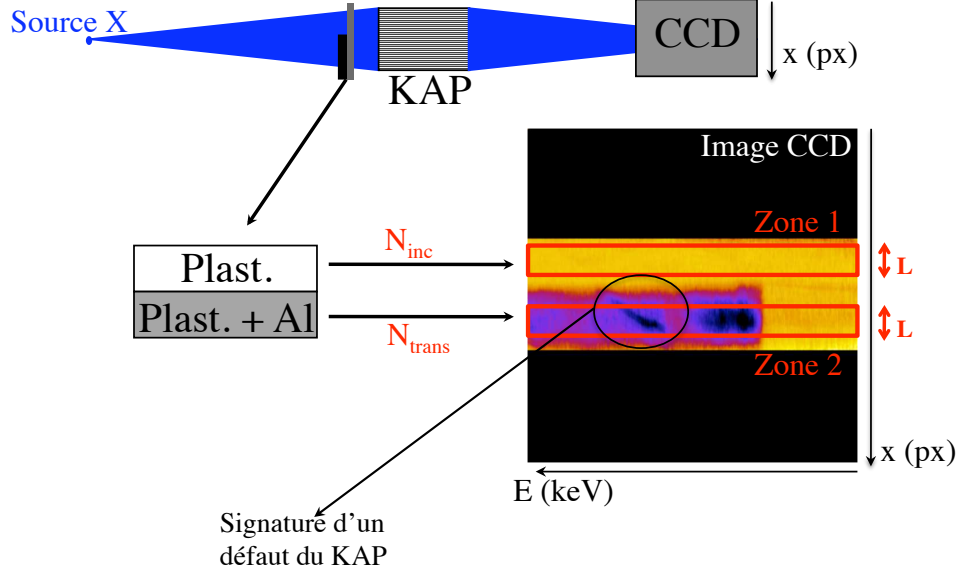 Source X
CCD
x (px)
KAP
Image CCD
Zone 1
N_inc
Plast.
L
Plast. + Al
N_trans
L
Zone 2
x (px)
E (keV)
Signature d'un
défaut du KAP